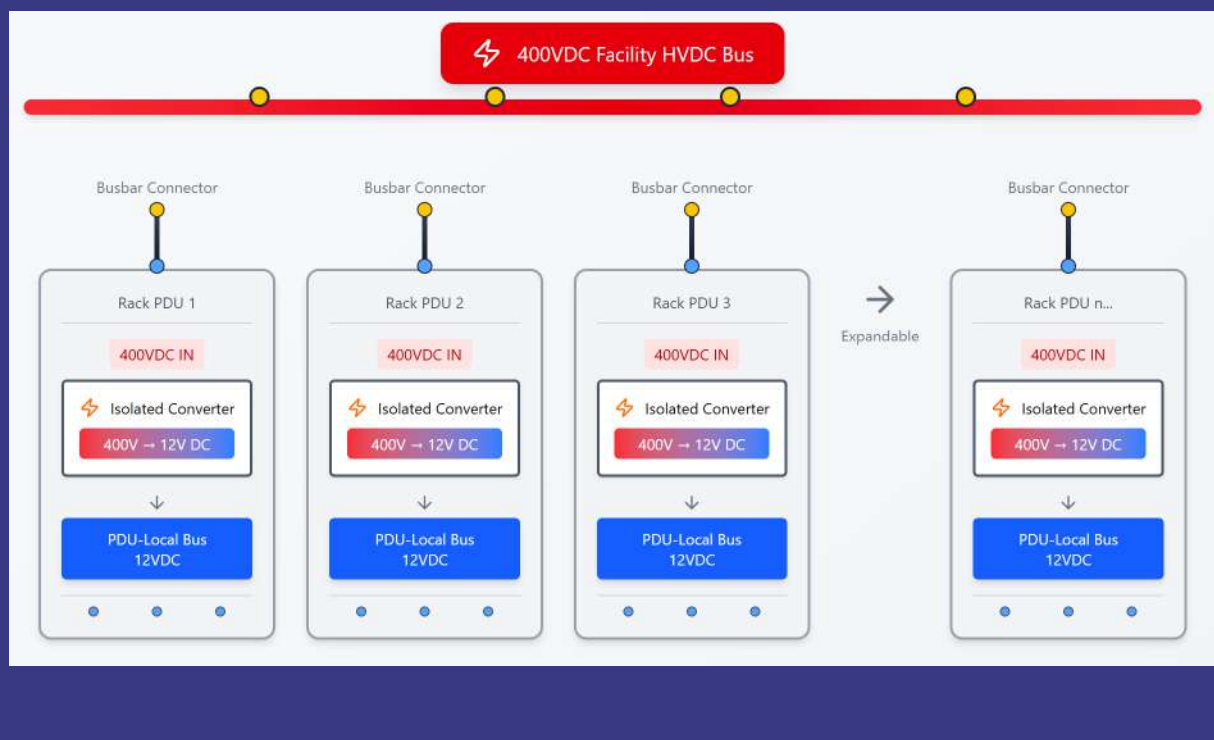 400VDC Facility HVDC Bus
Busbar Connector
Busbar Connector
Busbar Connector
Busbar Connector
Rack PDU 1
400VDC IN
Isolated Converter
400V → 12V DC
PDU-Local Bus
12VDC
Rack PDU 2
400VDC IN
Isolated Converter
400V → 12V DC
PDU-Local Bus
12VDC
Rack PDU 3
400VDC IN
Isolated Converter
400V → 12V DC
PDU-Local Bus
12VDC
Expandable
Rack PDU n...
400VDC IN
Isolated Converter
400V → 12V DC
PDU-Local Bus
12VDC